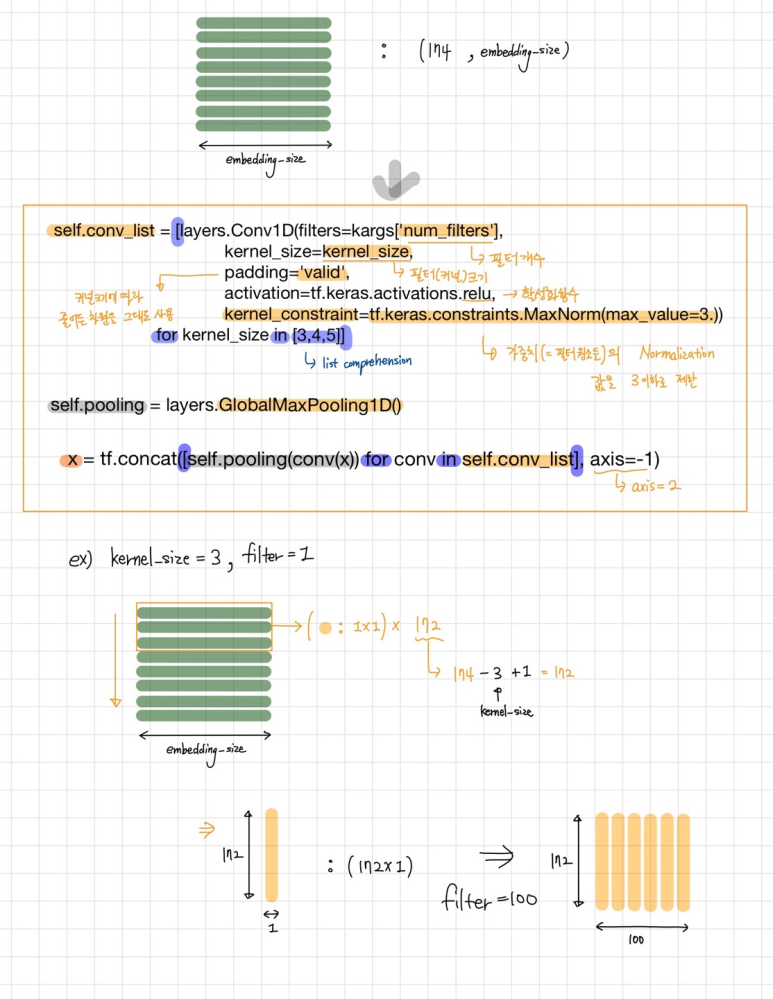 : (174, embedding-size)
embedding-size
self.conv_list = [layers.Conv1D(filters=kargs['num_filters'],
kernel_size=kernel_size,
↳ 필터개수
padding='valid',
↳ 필터(커널)크기
activation=tf.keras.activations.relu, → 활성화함수
커널크기에 따라
줄어든 차원을 그대로 사용
kernel_constraint=tf.keras.constraints.MaxNorm(max_value=3.))
for kernel_size in [3,4,5]]
↳ list comprehension
↳ 가중치(=필터 원소들)의 Normalization
값을 3이하로 제한
self.pooling = layers.GlobalMaxPooling1D()
x = tf.concat([self.pooling(conv(x)) for conv in self.conv_list], axis=-1)
↳ axis=2
ex) kernel_size = 3, filter = 1
( : 1x1) x 172
↳ 174 - 3 + 1 = 172
kernel-size
embedding-size
⇒
172
: (172x1)
⇒
filter=100
172
1
100